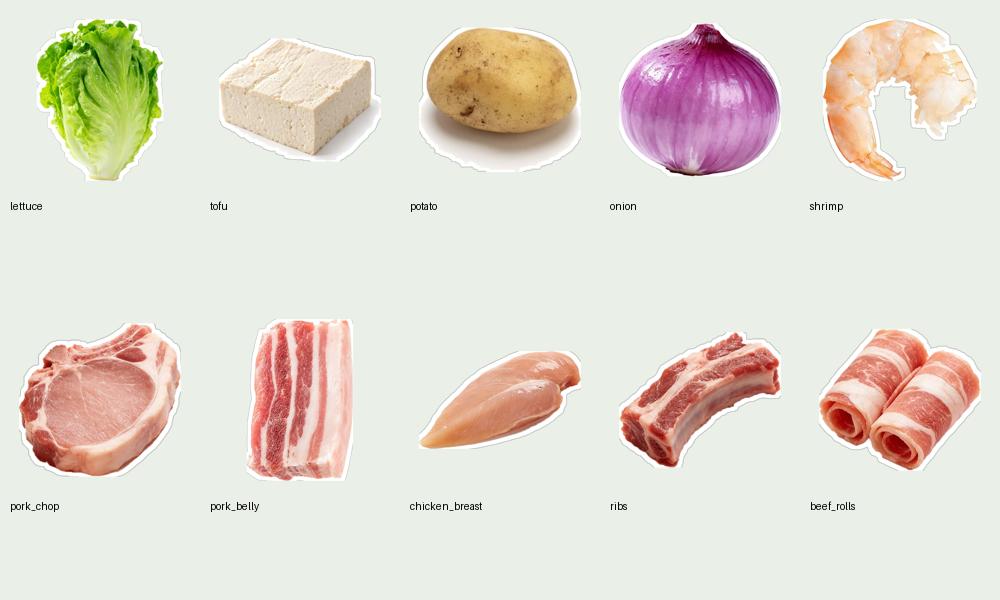 lettuce
tofu
potato
onion
shrimp
pork_chop
pork_belly
chicken_breast
ribs
beef_rolls